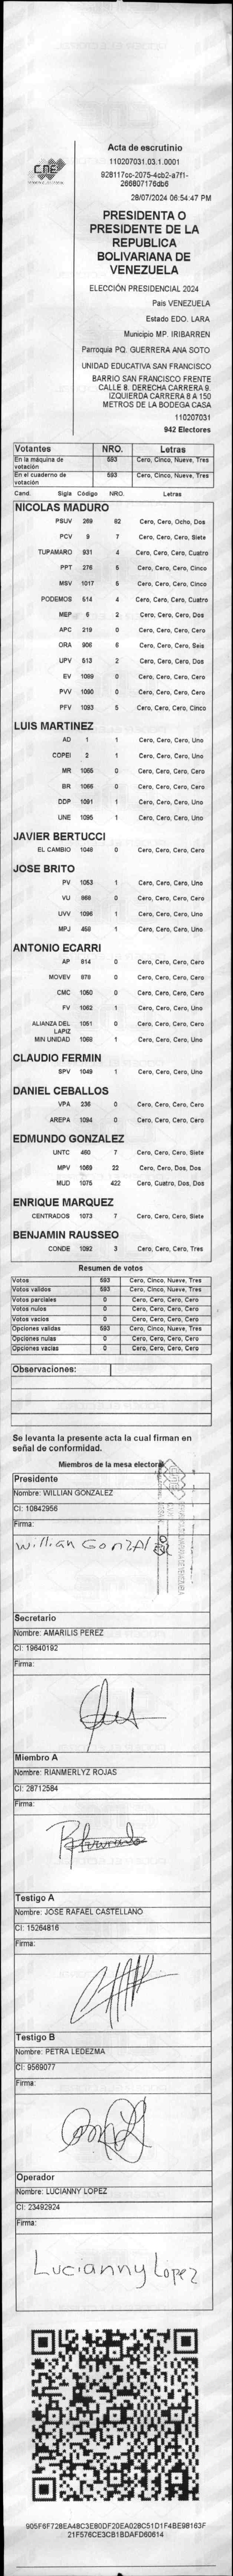 CNE
Acta de escrutinio
110207031.03.1.0001
928117cc-2075-4cb2-a7f1-
266807176db6
28/07/2024 06:54:47 PM
PRESIDENTA O
PRESIDENTE DE LA
REPUBLICA
BOLIVARIANA DE
VENEZUELA
ELECCIÓN PRESIDENCIAL 2024
Pais VENEZUELA
Estado EDO. LARA
Municipio MP. IRIBARREN
Parroquia PQ. GUERRERA ANA SOTO
UNIDAD EDUCATIVA SAN FRANCISCO
BARRIO SAN FRANCISCO FRENTE
CALLE 8. DERECHA CARRERA 9.
IZQUIERDA CARRERA 8 A 150
METROS DE LA BODEGA CASA
110207031
942 Electores
Votantes NRO. Letras
En la máquina de votación 593 Cero, Cinco, Nueve, Tres
En el cuaderno de votación 593 Cero, Cinco, Nueve, Tres
Cand. Sigla Código NRO. Letras
NICOLAS MADURO
PSUV 269 82 Cero, Cero, Ocho, Dos
PCV 9 7 Cero, Cero, Cero, Siete
TUPAMARO 931 4 Cero, Cero, Cero, Cuatro
PPT 276 5 Cero, Cero, Cero, Cinco
MSV 1017 5 Cero, Cero, Cero, Cinco
PODEMOS 514 4 Cero, Cero, Cero, Cuatro
MEP 6 2 Cero, Cero, Cero, Dos
APC 219 0 Cero, Cero, Cero, Cero
ORA 906 6 Cero, Cero, Cero, Seis
UPV 513 2 Cero, Cero, Cero, Dos
EV 1089 0 Cero, Cero, Cero, Cero
PVV 1090 0 Cero, Cero, Cero, Cero
PFV 1093 5 Cero, Cero, Cero, Cinco
LUIS MARTINEZ
AD 1 1 Cero, Cero, Cero, Uno
COPEI 2 1 Cero, Cero, Cero, Uno
MR 1065 0 Cero, Cero, Cero, Cero
BR 1066 0 Cero, Cero, Cero, Cero
DDP 1091 1 Cero, Cero, Cero, Uno
UNE 1095 1 Cero, Cero, Cero, Uno
JAVIER BERTUCCI
EL CAMBIO 1048 0 Cero, Cero, Cero, Cero
JOSE BRITO
PV 1053 1 Cero, Cero, Cero, Uno
VU 868 0 Cero, Cero, Cero, Cero
UVV 1096 1 Cero, Cero, Cero, Uno
MPJ 458 1 Cero, Cero, Cero, Uno
ANTONIO ECARRI
AP 814 0 Cero, Cero, Cero, Cero
MOVEV 878 0 Cero, Cero, Cero, Cero
CMC 1050 0 Cero, Cero, Cero, Cero
FV 1062 1 Cero, Cero, Cero, Uno
ALIANZA DEL LAPIZ 1051 0 Cero, Cero, Cero, Cero
MIN UNIDAD 1068 1 Cero, Cero, Cero, Uno
CLAUDIO FERMIN
SPV 1049 1 Cero, Cero, Cero, Uno
DANIEL CEBALLOS
VPA 236 0 Cero, Cero, Cero, Cero
AREPA 1094 0 Cero, Cero, Cero, Cero
EDMUNDO GONZALEZ
UNTC 480 7 Cero, Cero, Cero, Siete
MPV 1069 22 Cero, Cero, Dos, Dos
MUD 1075 422 Cero, Cuatro, Dos, Dos
ENRIQUE MARQUEZ
CENTRADOS 1073 7 Cero, Cero, Cero, Siete
BENJAMIN RAUSSEO
CONDE 1092 3 Cero, Cero, Cero, Tres
Resumen de votos
Votos 593 Cero, Cinco, Nueve, Tres
Votos validos 593 Cero, Cinco, Nueve, Tres
Votos parciales 0 Cero, Cero, Cero, Cero
Votos nulos 0 Cero, Cero, Cero, Cero
Votos vacios 0 Cero, Cero, Cero, Cero
Opciones validas 593 Cero, Cinco, Nueve, Tres
Opciones nulas 0 Cero, Cero, Cero, Cero
Opciones vacias 0 Cero, Cero, Cero, Cero
Observaciones:
Se levanta la presente acta la cual firman en
señal de conformidad.
Miembros de la mesa electoral
Presidente
Nombre: WILLIAN GONZALEZ
CI: 10842956
Firma:
Willian Gonzal
Secretario
Nombre: AMARILIS PEREZ
CI: 19640192
Firma:
Miembro A
Nombre: RIANMERLYZ ROJAS
CI: 28712584
Firma:
Testigo A
Nombre: JOSE RAFAEL CASTELLANO
CI: 15264816
Firma:
Testigo B
Nombre: PETRA LEDEZMA
CI: 9569077
Firma:
Operador
Nombre: LUCIANNY LOPEZ
CI: 23492924
Firma:
Lucianny Lopez
905F6F728EA48C3E80DF20EA028C51D1F4BE98163F
21F576CE3CB1BDAFD60614